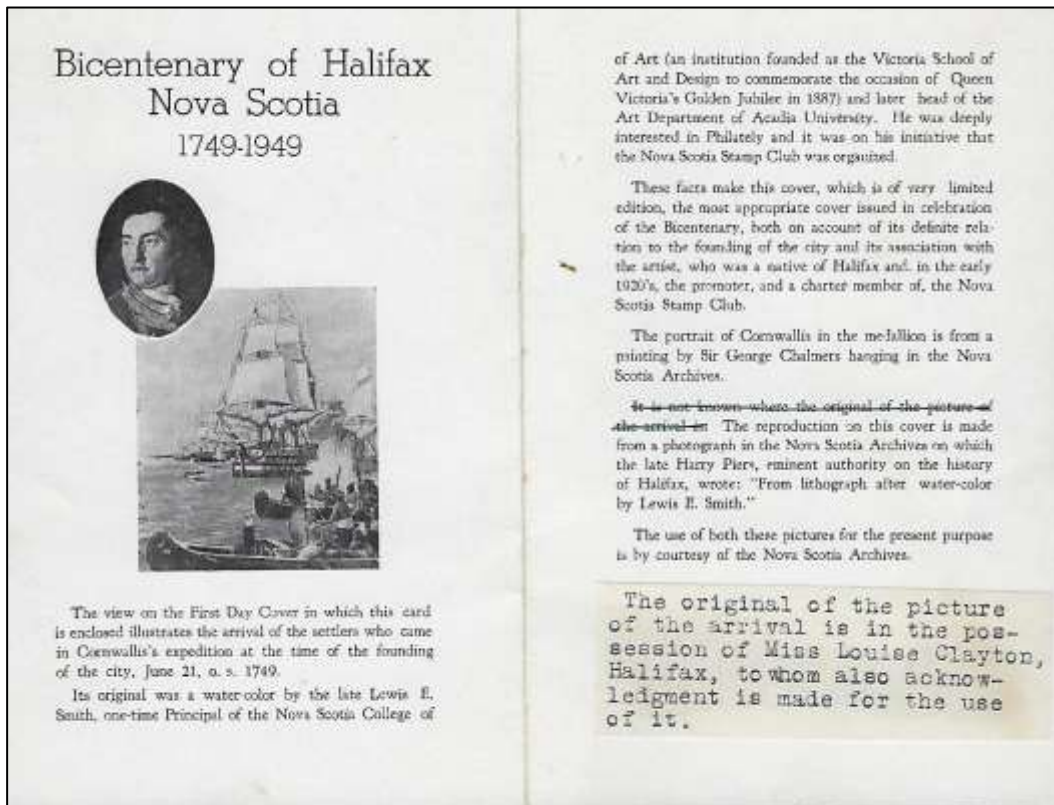 Bicentenary of Halifax
Nova Scotia
1749-1949
The view on the First Day Cover in which this card
is enclosed illustrates the arrival of the settlers who came
in Cornwallis's expedition at the time of the founding
of the city, June 21, o. s. 1749.
Its original was a water-color by the late Lewis E.
Smith, one-time Principal of the Nova Scotia College of
of Art (an institution founded as the Victoria School of
Art and Design to commemorate the occasion of Queen
Victoria's Golden Jubilee in 1887) and later head of the
Art Department of Acadia University. He was deeply
interested in Philately and it was on his initiative that
the Nova Scotia Stamp Club was organized.
These facts make this cover, which is of very limited
edition, the most appropriate cover issued in celebration
of the Bicentenary, both on account of its definite rela-
tion to the founding of the city and its association with
the artist, who was a native of Halifax and, in the early
1920's, the promoter, and a charter member of, the Nova
Scotia Stamp Club.
The portrait of Cornwallis in the medallion is from a
painting by Sir George Chalmers hanging in the Nova
Scotia Archives.
It is not known where the original of the picture of
the arrival is. The reproduction on this cover is made
from a photograph in the Nova Scotia Archives on which
the late Harry Piers, eminent authority on the history
of Halifax, wrote: "From lithograph after water-color
by Lewis E. Smith."
The use of both these pictures for the present purpose
is by courtesy of the Nova Scotia Archives.
The original of the picture
of the arrival is in the pos-
session of Miss Louise Clayton,
Halifax, to whom also acknow-
ledgment is made for the use
of it.